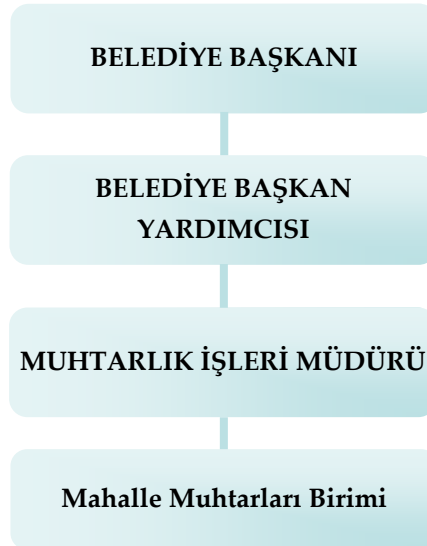 BELEDİYE BAŞKANI
BELEDİYE BAŞKAN
YARDIMCISI
MUHTARLIK İŞLERİ MÜDÜRÜ
Mahalle Muhtarları Birimi